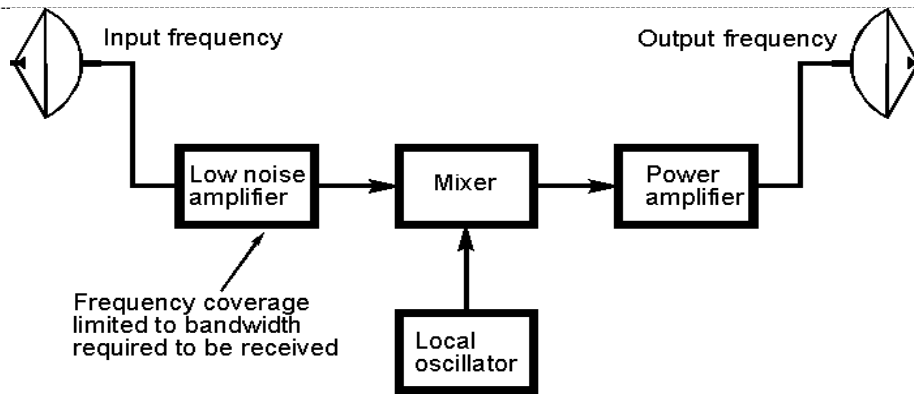 Input frequency
Output frequency
Low noise
amplifier
Mixer
Power
amplifier
Frequency coverage
limited to bandwidth
required to be received
Local
oscillator